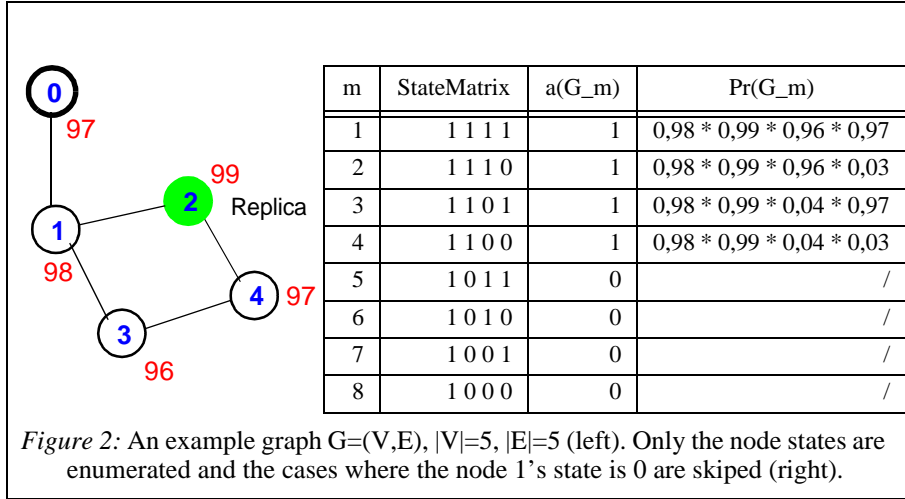 0
97
99
2
Replica
1
98
4
97
3
96
m StateMatrix a(G_m) Pr(G_m)
1 1 1 1 1 1 0,98 * 0,99 * 0,96 * 0,97
2 1 1 1 0 1 0,98 * 0,99 * 0,96 * 0,03
3 1 1 0 1 1 0,98 * 0,99 * 0,04 * 0,97
4 1 1 0 0 1 0,98 * 0,99 * 0,04 * 0,03
5 1 0 1 1 0 /
6 1 0 1 0 0 /
7 1 0 0 1 0 /
8 1 0 0 0 0 /
Figure 2: An example graph G=(V,E), |V|=5, |E|=5 (left). Only the node states are
enumerated and the cases where the node 1's state is 0 are skiped (right).